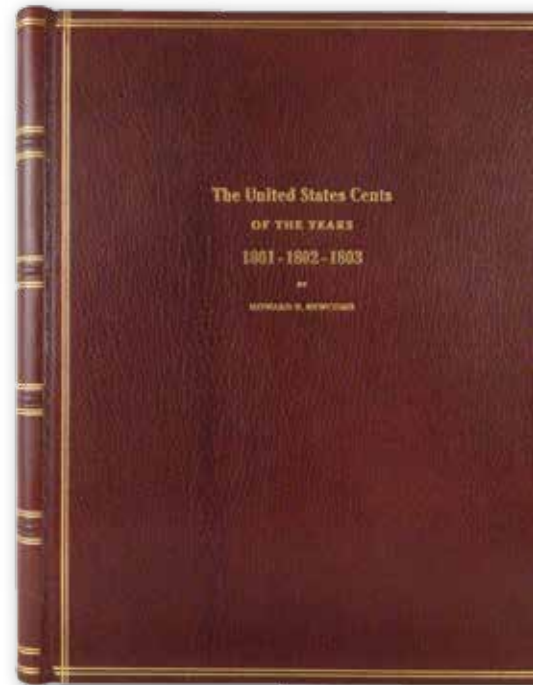 The United States Cents
OF THE YEARS
1801 - 1802 - 1803
BY
HOWARD R. NEWCOMB